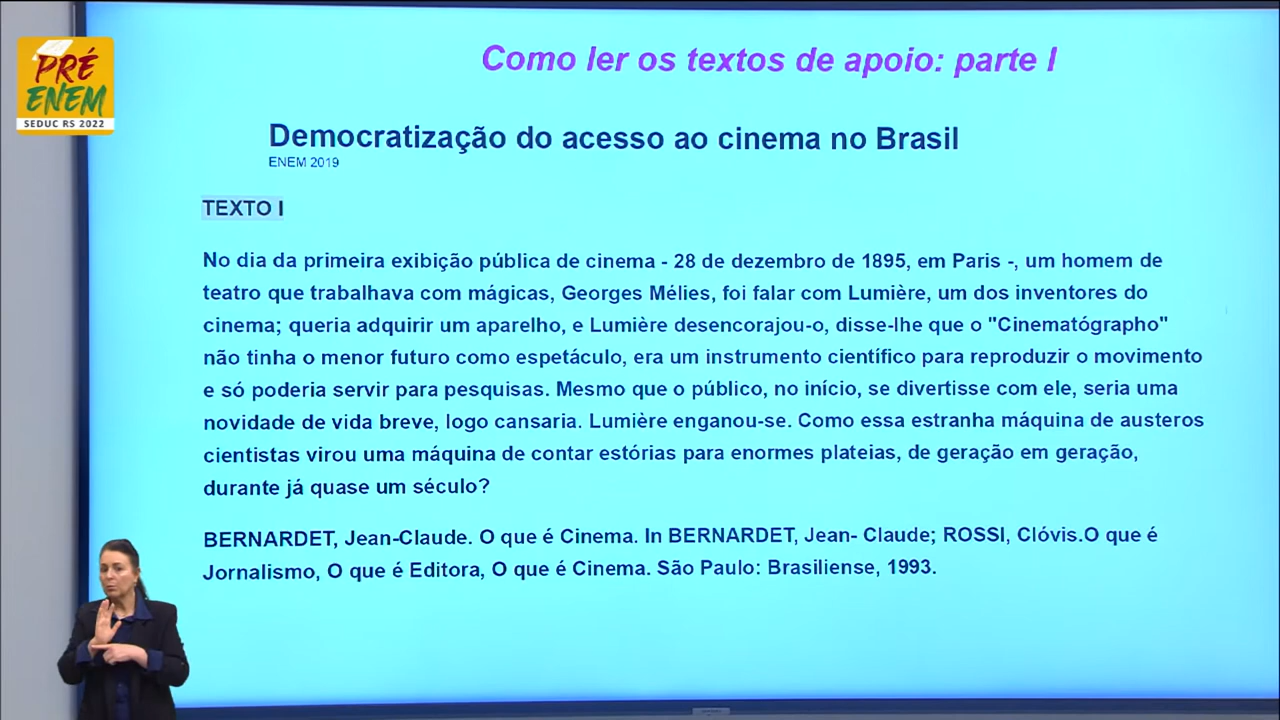 PRÉ
ENEM
SEDUC RS 2022
Como ler os textos de apoio: parte I
Democratização do acesso ao cinema no Brasil
ENEM 2019
TEXTO I
No dia da primeira exibição pública de cinema - 28 de dezembro de 1895, em Paris -, um homem de
teatro que trabalhava com mágicas, Georges Mélies, foi falar com Lumière, um dos inventores do
cinema; queria adquirir um aparelho, e Lumière desencorajou-o, disse-lhe que o "Cinematógrapho"
não tinha o menor futuro como espetáculo, era um instrumento científico para reproduzir o movimento
e só poderia servir para pesquisas. Mesmo que o público, no início, se divertisse com ele, seria uma
novidade de vida breve, logo cansaria. Lumière enganou-se. Como essa estranha máquina de austeros
cientistas virou uma máquina de contar estórias para enormes plateias, de geração em geração,
durante já quase um século?
BERNARDET, Jean-Claude. O que é Cinema. In BERNARDET, Jean- Claude; ROSSI, Clóvis.O que é
Jornalismo, O que é Editora, O que é Cinema. São Paulo: Brasiliense, 1993.